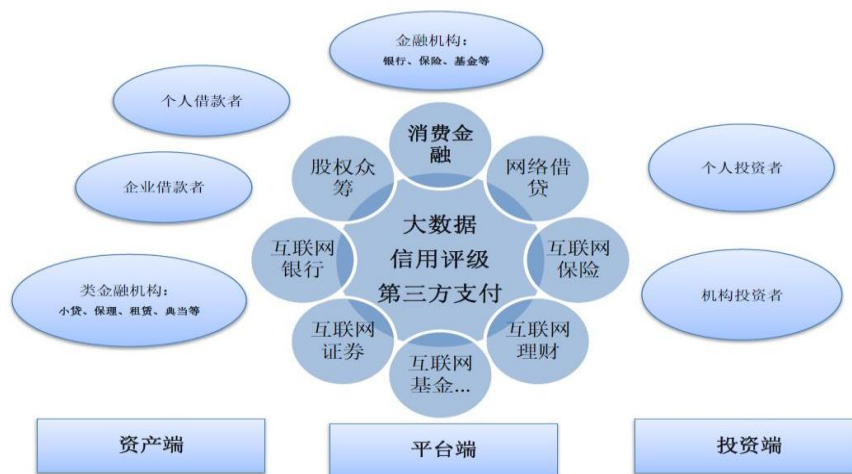 金融机构：
银行、保险、基金等
个人借款者
企业借款者
类金融机构：
小贷、保理、租赁、典当等
消费金
融
股权众
筹
网络借
贷
互联网
银行
大数据
信用评级
第三方支付
互联网
保险
互联网
证券
互联网
理财
互联网
基金...
个人投资者
机构投资者
资产端
平台端
投资端